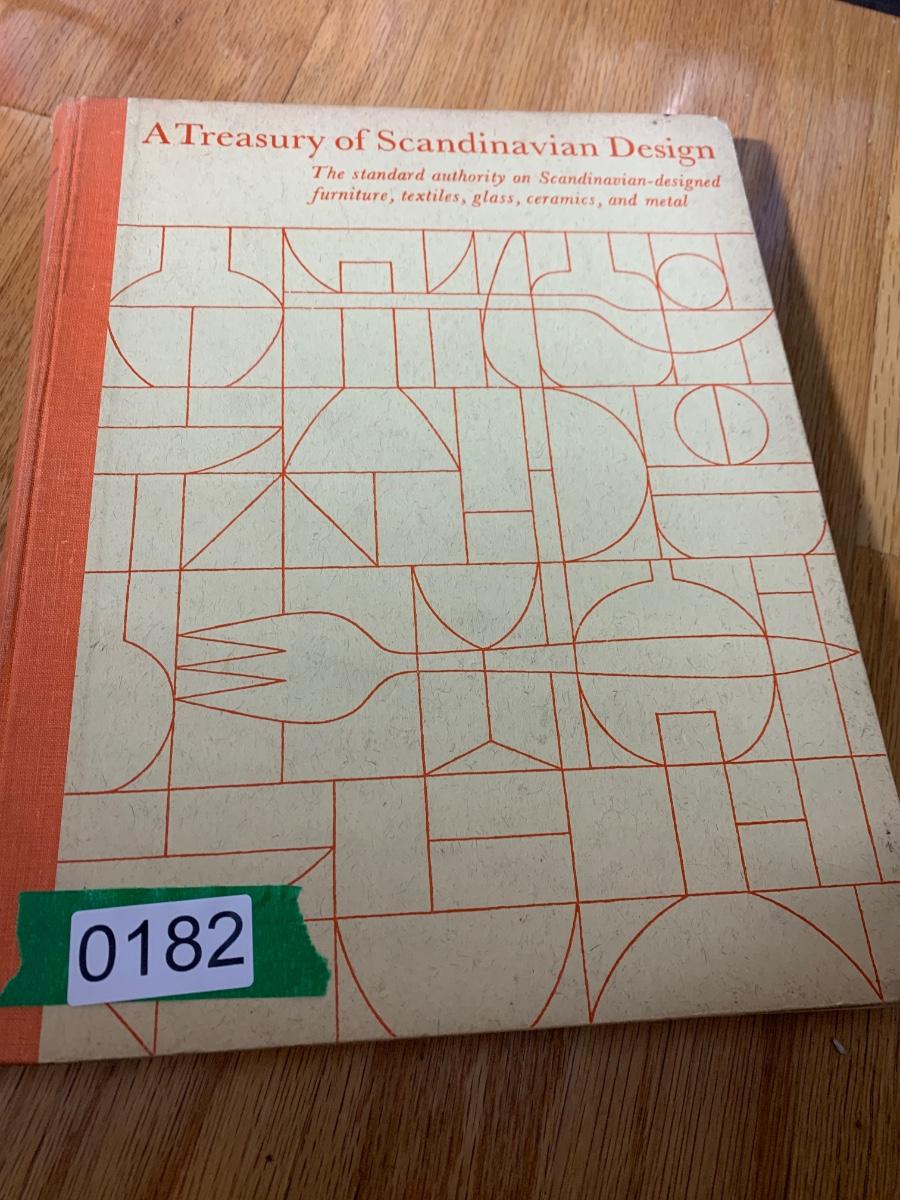 A Treasury of Scandinavian Design
The standard authority on Scandinavian-designed
furniture, textiles, glass, ceramics, and metal
0182